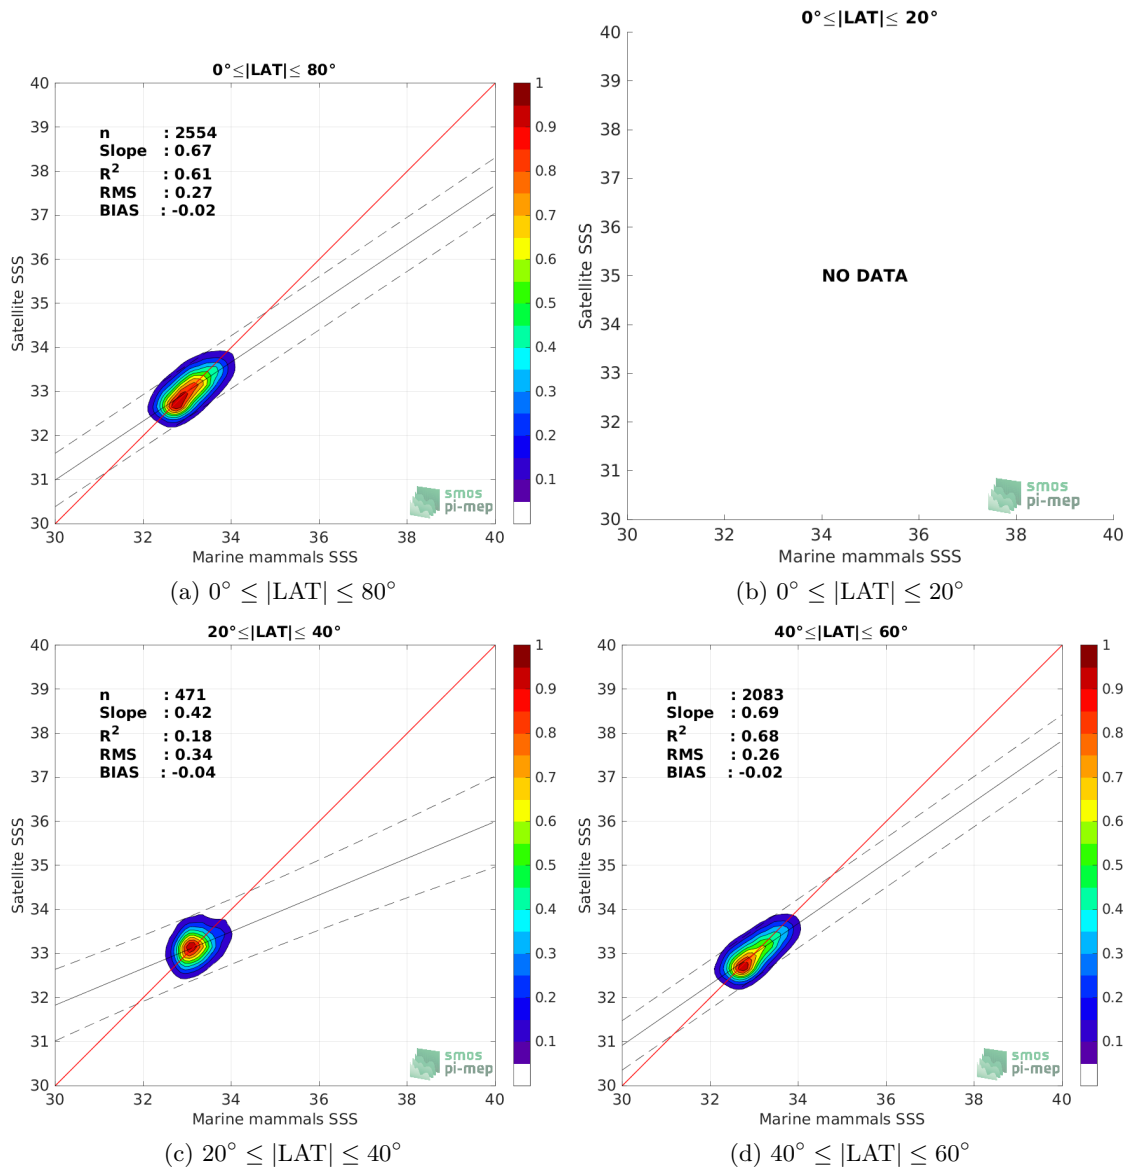 0°≤|LAT|≤ 80°
n : 2554
Slope : 0.67
R² : 0.61
RMS : 0.27
BIAS : -0.02
40
39
38
37
36
35
34
33
32
31
30
30 32 34 36 38 40
Satellite SSS
Marine mammals SSS
1
0.9
0.8
0.7
0.6
0.5
0.4
0.3
0.2
0.1
smos
pi-mep
(a) 0° ≤ |LAT| ≤ 80°
0°≤|LAT|≤ 20°
40
39
38
37
36
35
34
33
32
31
30
30 32 34 36 38 40
Satellite SSS
NO DATA
Marine mammals SSS
smos
pi-mep
(b) 0° ≤ |LAT| ≤ 20°
20°≤|LAT|≤ 40°
n : 471
Slope : 0.42
R² : 0.18
RMS : 0.34
BIAS : -0.04
40
39
38
37
36
35
34
33
32
31
30
30 32 34 36 38 40
Satellite SSS
Marine mammals SSS
1
0.9
0.8
0.7
0.6
0.5
0.4
0.3
0.2
0.1
smos
pi-mep
(c) 20° ≤ |LAT| ≤ 40°
40°≤|LAT|≤ 60°
n : 2083
Slope : 0.69
R² : 0.68
RMS : 0.26
BIAS : -0.02
40
39
38
37
36
35
34
33
32
31
30
30 32 34 36 38 40
Satellite SSS
Marine mammals SSS
1
0.9
0.8
0.7
0.6
0.5
0.4
0.3
0.2
0.1
smos
pi-mep
(d) 40° ≤ |LAT| ≤ 60°